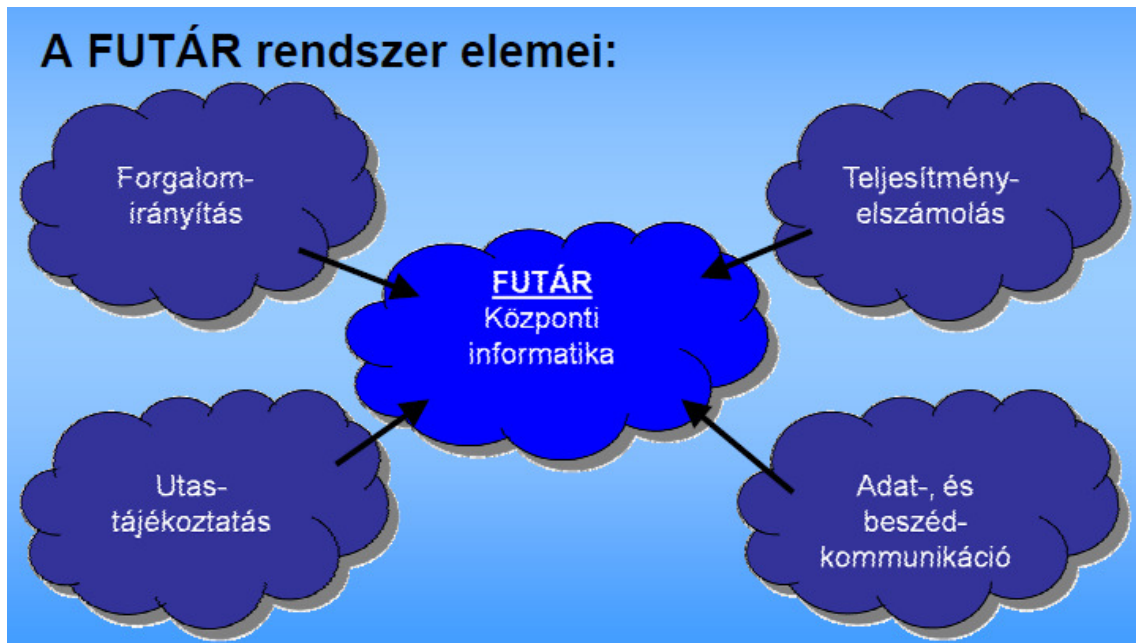 A FUTÁR rendszer elemei:
Forgalom-
irányítás
Teljesítmény-
elszámolás
FUTÁR
Központi
informatika
Utas-
tájékoztatás
Adat-, és
beszéd-
kommunikáció